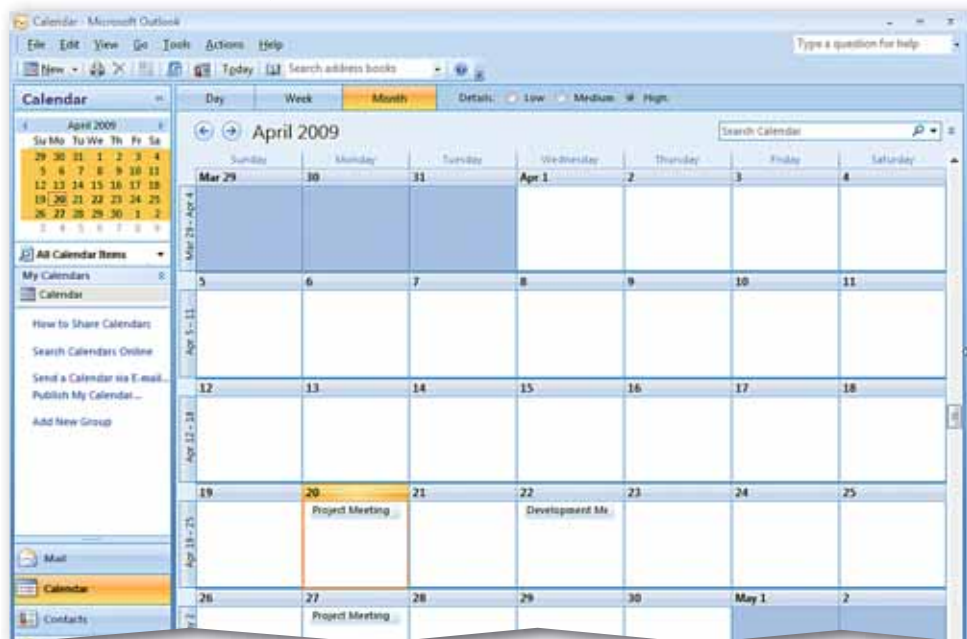 Calendar - Microsoft Outlook
File Edit View Go Tools Actions Help
Type a question for help
New Today Search address books
Calendar
Day Week Month Details: Low Medium High
April 2009
Su Mo Tu We Th Fr Sa
29 30 31 1 2 3 4
5 6 7 8 9 10 11
12 13 14 15 16 17 18
19 20 21 22 23 24 25
26 27 28 29 30 1 2
3 4 5 6 7 8 9
All Calendar Items
My Calendars
Calendar
How to Share Calendars
Search Calendars Online
Send a Calendar via E-mail...
Publish My Calendar...
Add New Group
Mail
Calendar
Contacts
April 2009
Search Calendar
Sunday Monday Tuesday Wednesday Thursday Friday Saturday
Mar 29 - Apr 4
Mar 29 30 31 Apr 1 2 3 4
Apr 5 - 11
5 6 7 8 9 10 11
Apr 12 - 18
12 13 14 15 16 17 18
Apr 19 - 25
19 20 21 22 23 24 25
Project Meeting Development Me
26 27 28 29 30 May 1 2
Project Meeting